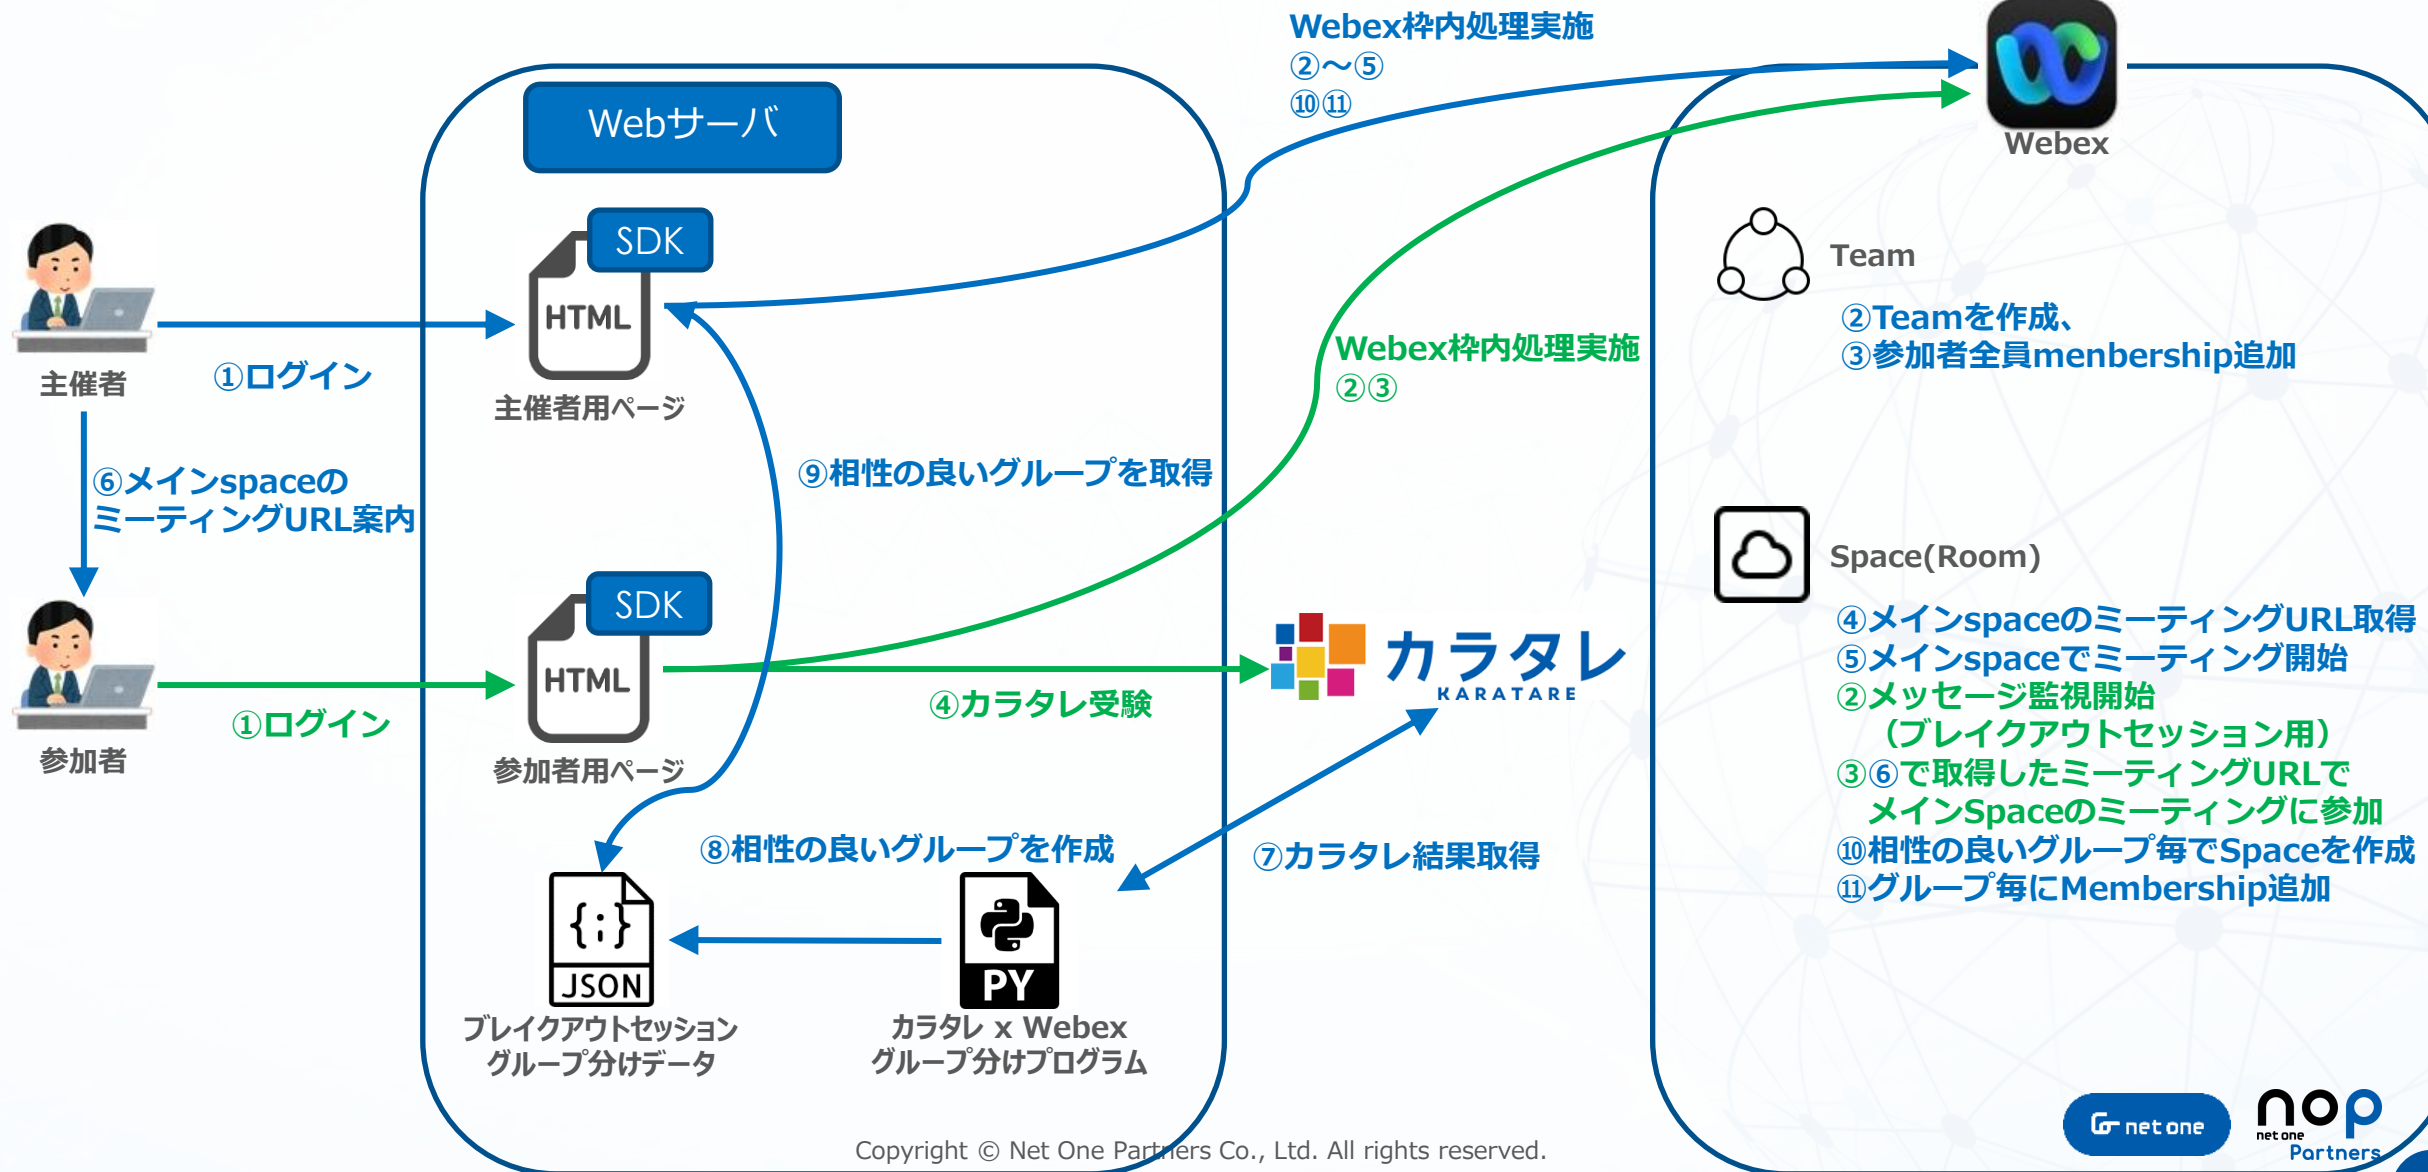 Webex枠内処理実施
②～⑤
⑩⑪
Webex
Webサーバ
SDK
HTML
主催者用ページ
主催者
①ログイン
⑥メインspaceの
ミーティングURL案内
参加者
①ログイン
SDK
HTML
参加者用ページ
⑨相性の良いグループを取得
Webex枠内処理実施
②③
④カラタレ受験
カラタレ
KARATARE
⑦カラタレ結果取得
⑧相性の良いグループを作成
{;}
JSON
ブレイクアウトセッション
グループ分けデータ
PY
カラタレ x Webex
グループ分けプログラム
Team
②Teamを作成、
③参加者全員menbership追加
Space(Room)
④メインspaceのミーティングURL取得
⑤メインspaceでミーティング開始
②メッセージ監視開始
（ブレイクアウトセッション用）
③⑥で取得したミーティングURLで
メインSpaceのミーティングに参加
⑩相性の良いグループ毎でSpaceを作成
⑪グループ毎にMembership追加
Copyright © Net One Partners Co., Ltd. All rights reserved.
net one
nop
net one
Partners